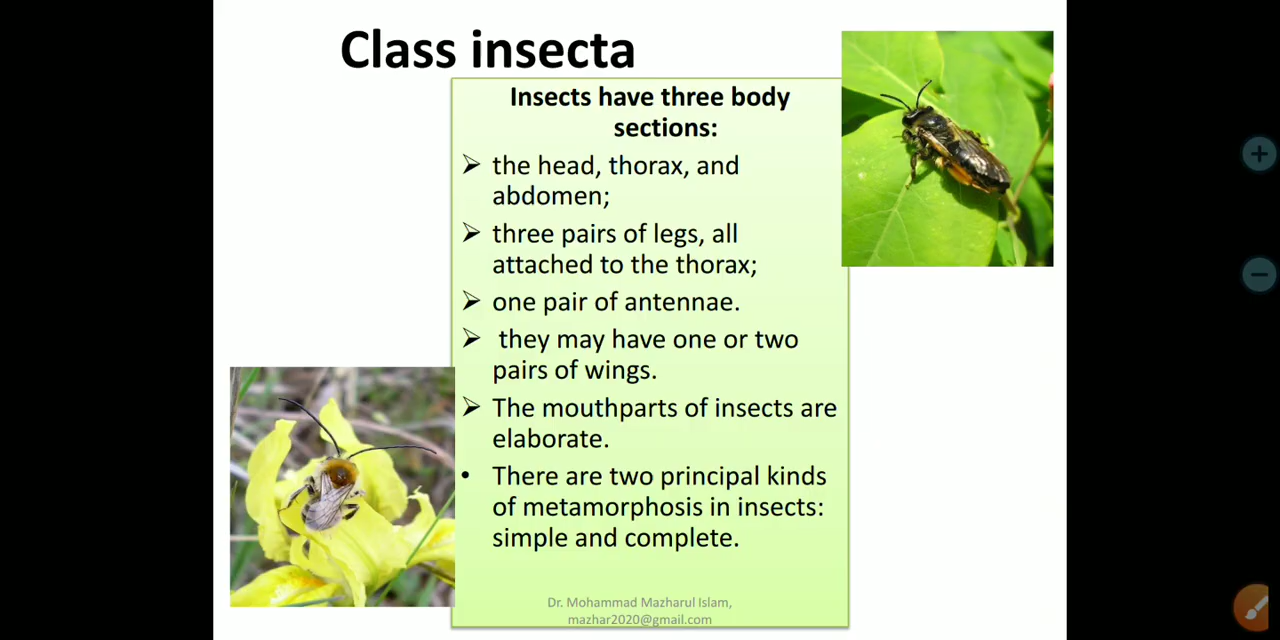 Class insecta
Insects have three body
sections:
➢ the head, thorax, and
abdomen;
➢ three pairs of legs, all
attached to the thorax;
➢ one pair of antennae.
➢ they may have one or two
pairs of wings.
➢ The mouthparts of insects are
elaborate.
• There are two principal kinds
of metamorphosis in insects:
simple and complete.
Dr. Mohammad Mazharul Islam,
mazhar2020@gmail.com